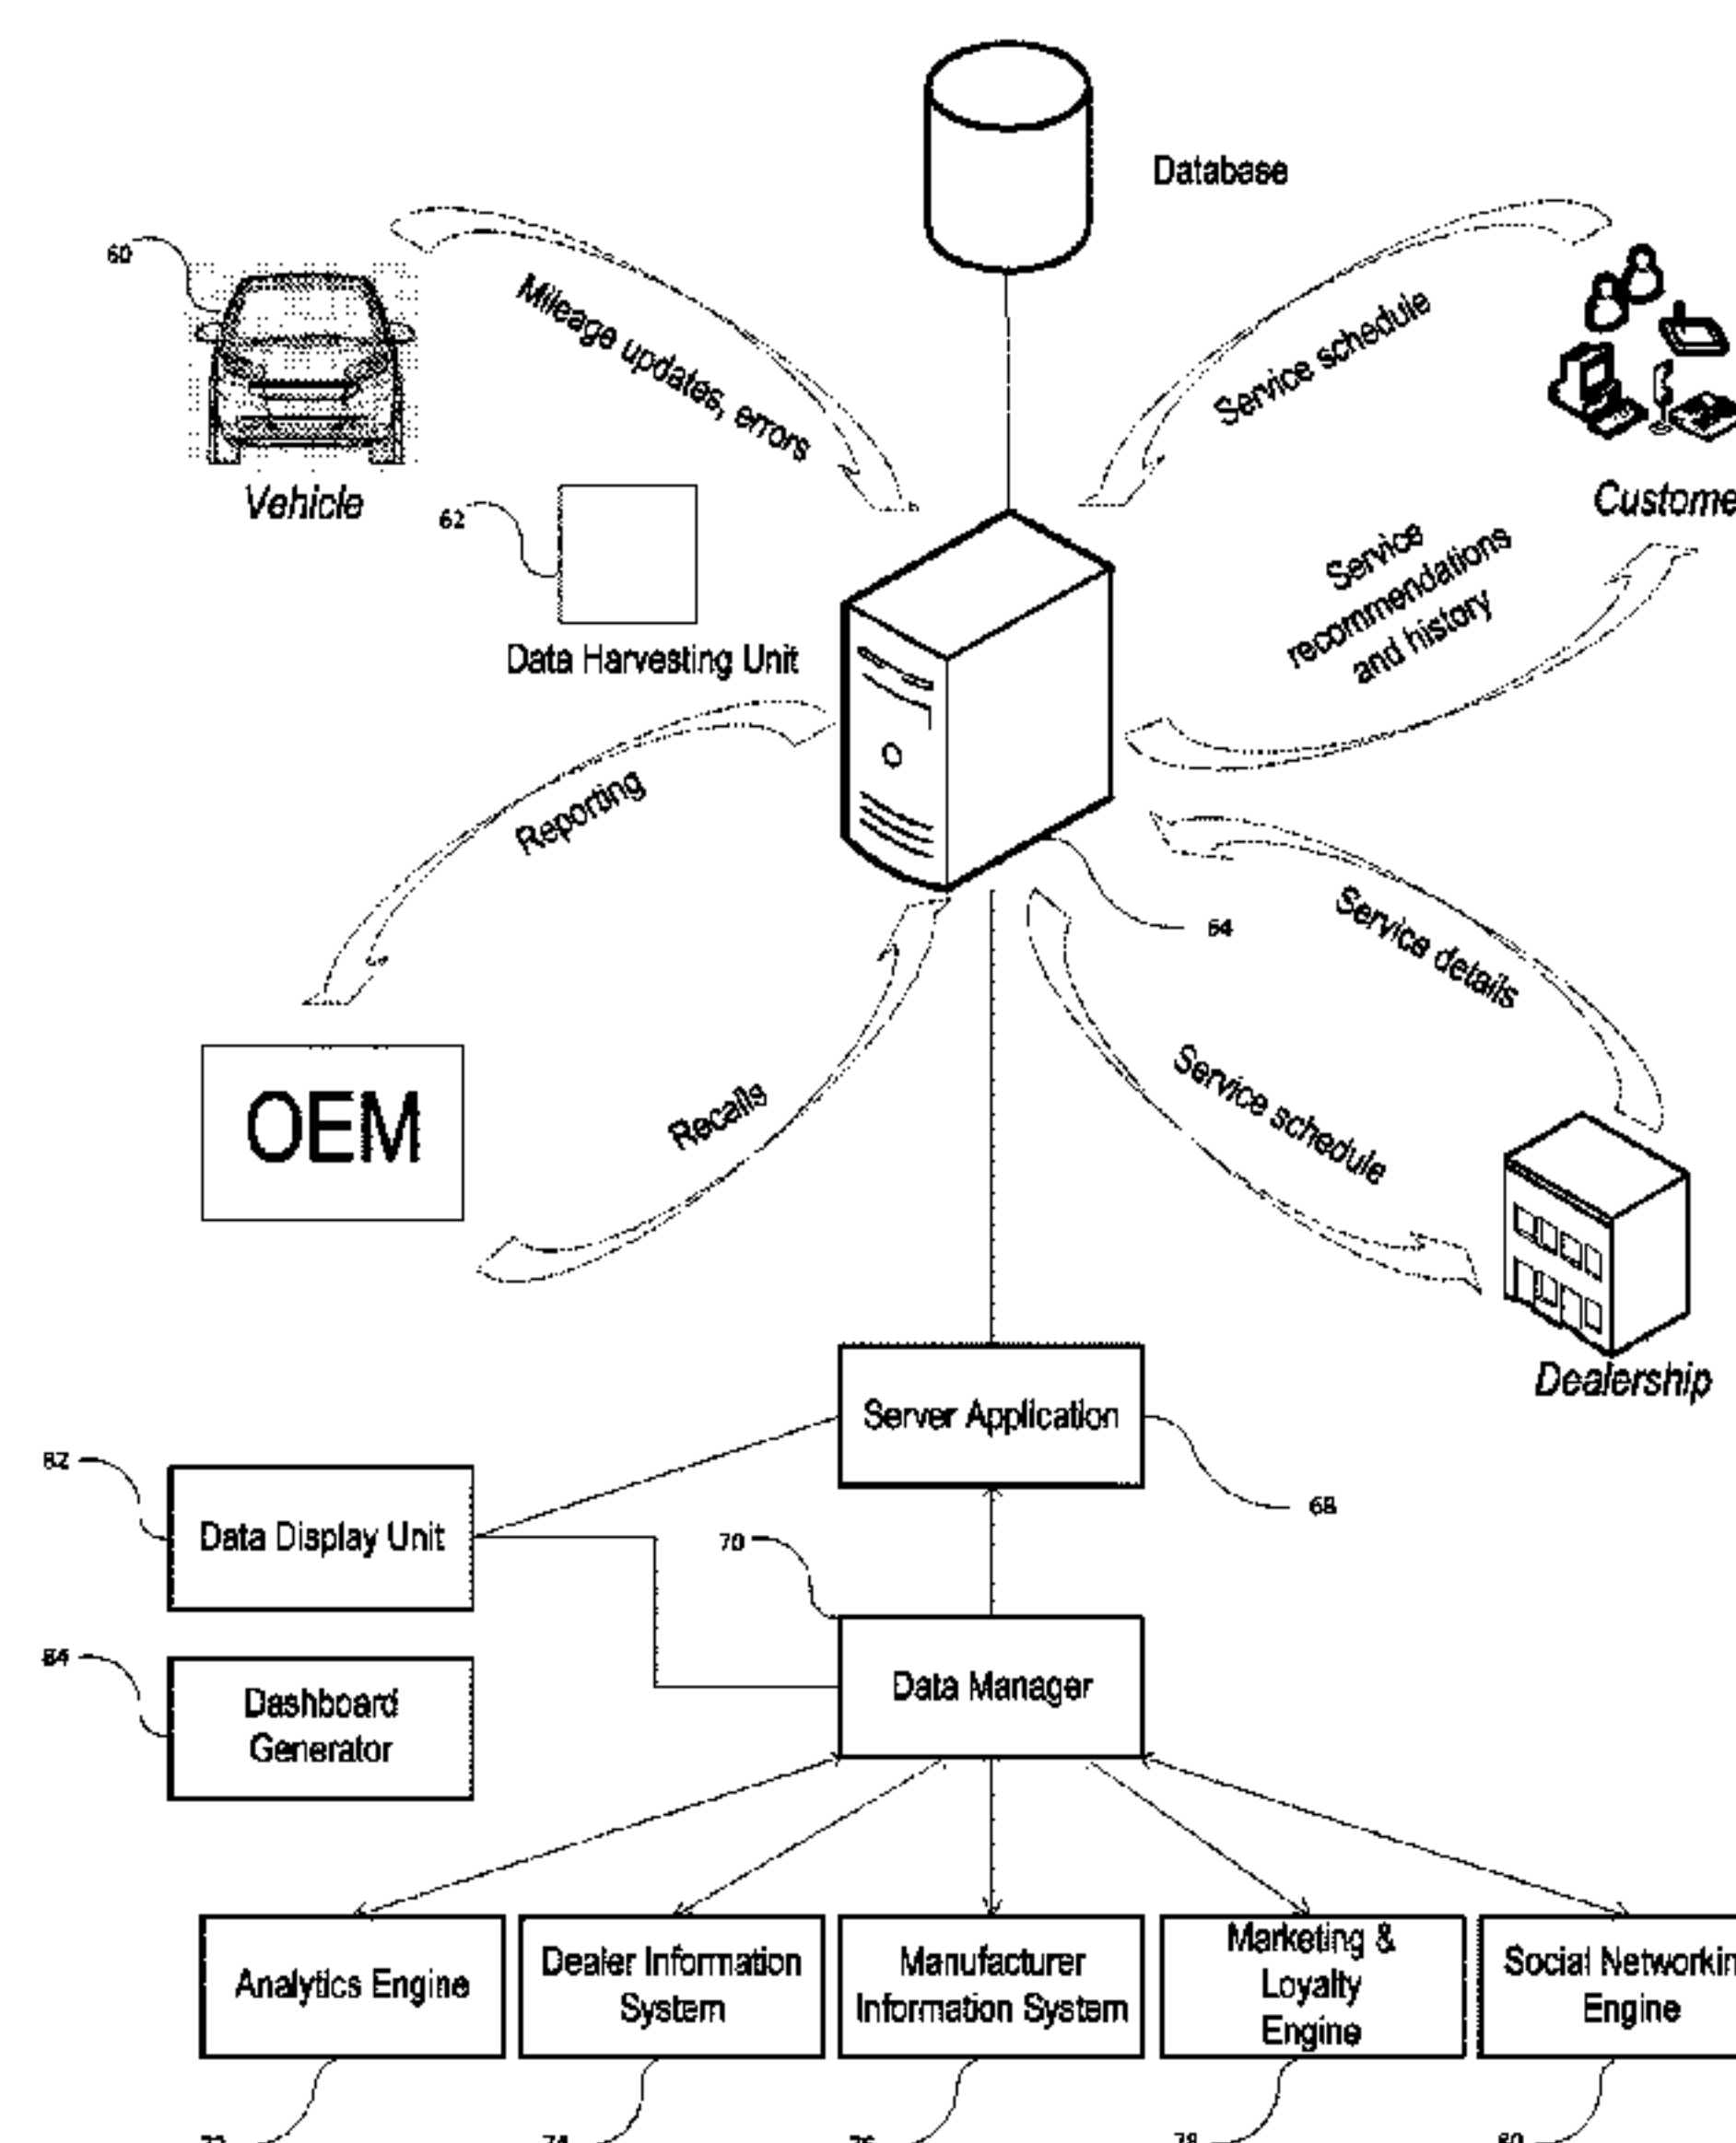 Database
60
Mileage updates, errors
Service schedule
Vehicle
62
Custome
Service
recommendations
and history
Data Harvesting Unit
Reporting
64
Service details
OEM
Recalls
Service schedule
Dealership
Server Application
82
68
Data Display Unit
70
84
Data Manager
Dashboard
Generator
Analytics Engine
Dealer Information
System
Manufacturer
Information System
Marketing &
Loyalty
Engine
Social Networkin
Engine
78